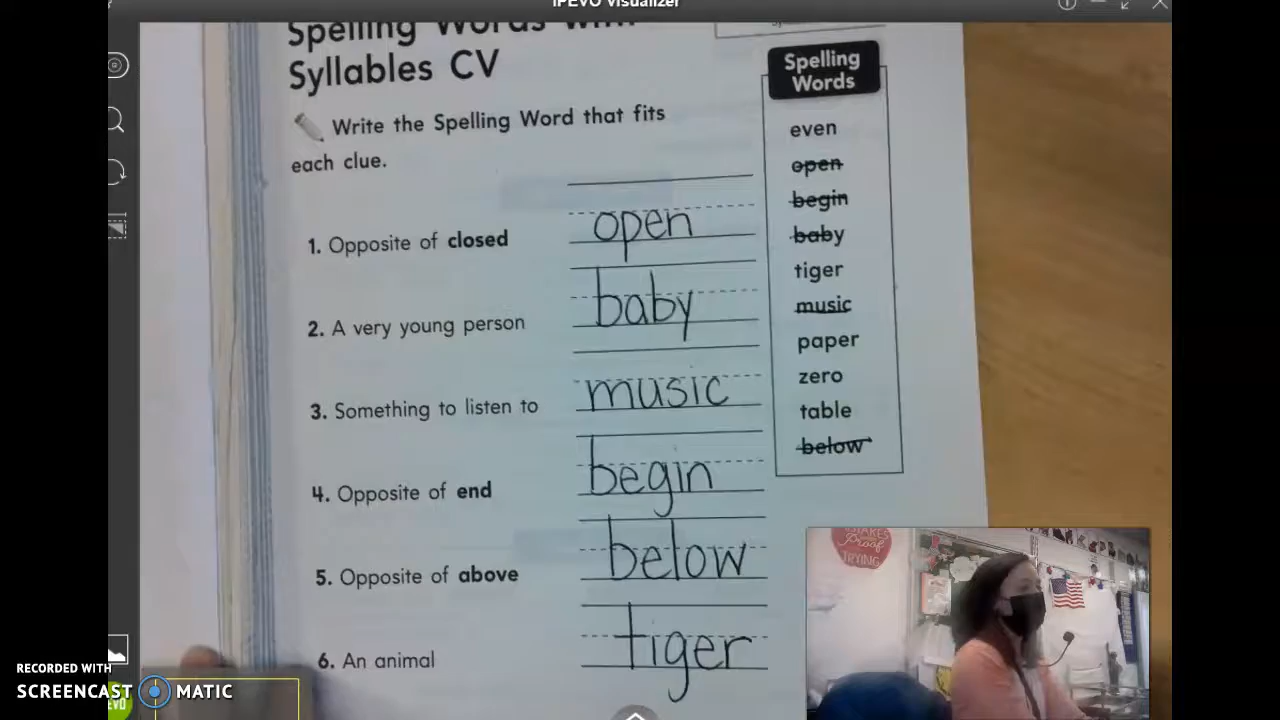 IPEVO Visualizer
Spelling Words with
Syllables CV
Write the Spelling Word that fits
each clue.
1. Opposite of closed
open
2. A very young person
baby
3. Something to listen to
music
4. Opposite of end
begin
5. Opposite of above
below
6. An animal
tiger
Spelling
Words
even
open
begin
baby
tiger
music
paper
zero
table
below
Proof
TRYING
RECORDED WITH
SCREENCAST MATIC